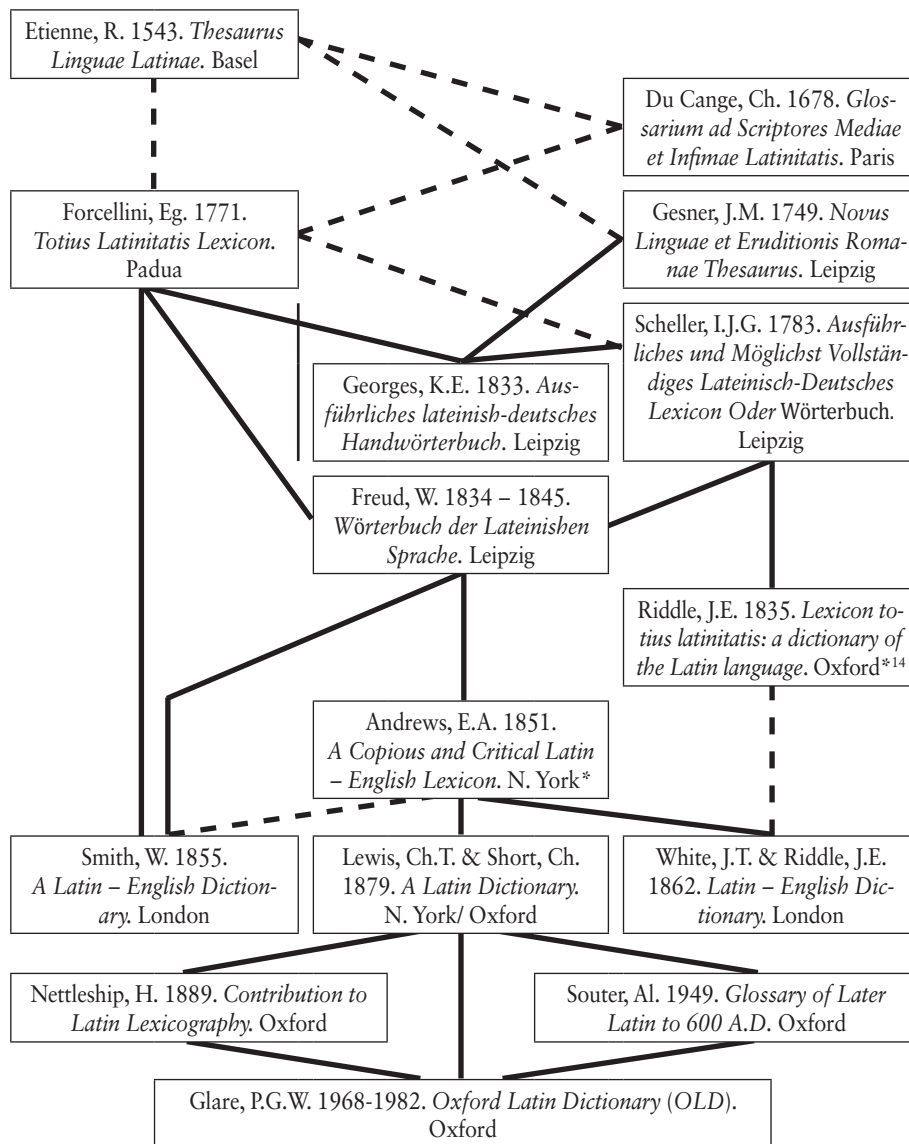 Etienne, R. 1543. Thesaurus
Linguae Latinae. Basel
Du Cange, Ch. 1678. Glos-
sarium ad Scriptores Mediae
et Infimae Latinitatis. Paris
Forcellini, Eg. 1771.
Totius Latinitatis Lexicon.
Padua
Gesner, J.M. 1749. Novus
Linguae et Eruditionis Roma-
nae Thesaurus. Leipzig
Scheller, I.J.G. 1783. Ausführ-
liches und Möglichst Vollstän-
diges Lateinisch-Deutsches
Lexicon Oder Wörterbuch.
Leipzig
Georges, K.E. 1833. Aus-
führliches lateinish-deutsches
Handwörterbuch. Leipzig
Freud, W. 1834 – 1845.
Wörterbuch der Lateinishen
Sprache. Leipzig
Riddle, J.E. 1835. Lexicon to-
tius latinitatis: a dictionary of
the Latin language. Oxford*14
Andrews, E.A. 1851.
A Copious and Critical Latin
– English Lexicon. N. York*
Smith, W. 1855.
A Latin – English Diction-
ary. London
Lewis, Ch.T. & Short, Ch.
1879. A Latin Dictionary.
N. York/ Oxford
White, J.T. & Riddle, J.E.
1862. Latin – English Dic-
tionary. London
Nettleship, H. 1889. Contribution to
Latin Lexicography. Oxford
Souter, Al. 1949. Glossary of Later
Latin to 600 A.D. Oxford
Glare, P.G.W. 1968-1982. Oxford Latin Dictionary (OLD).
Oxford